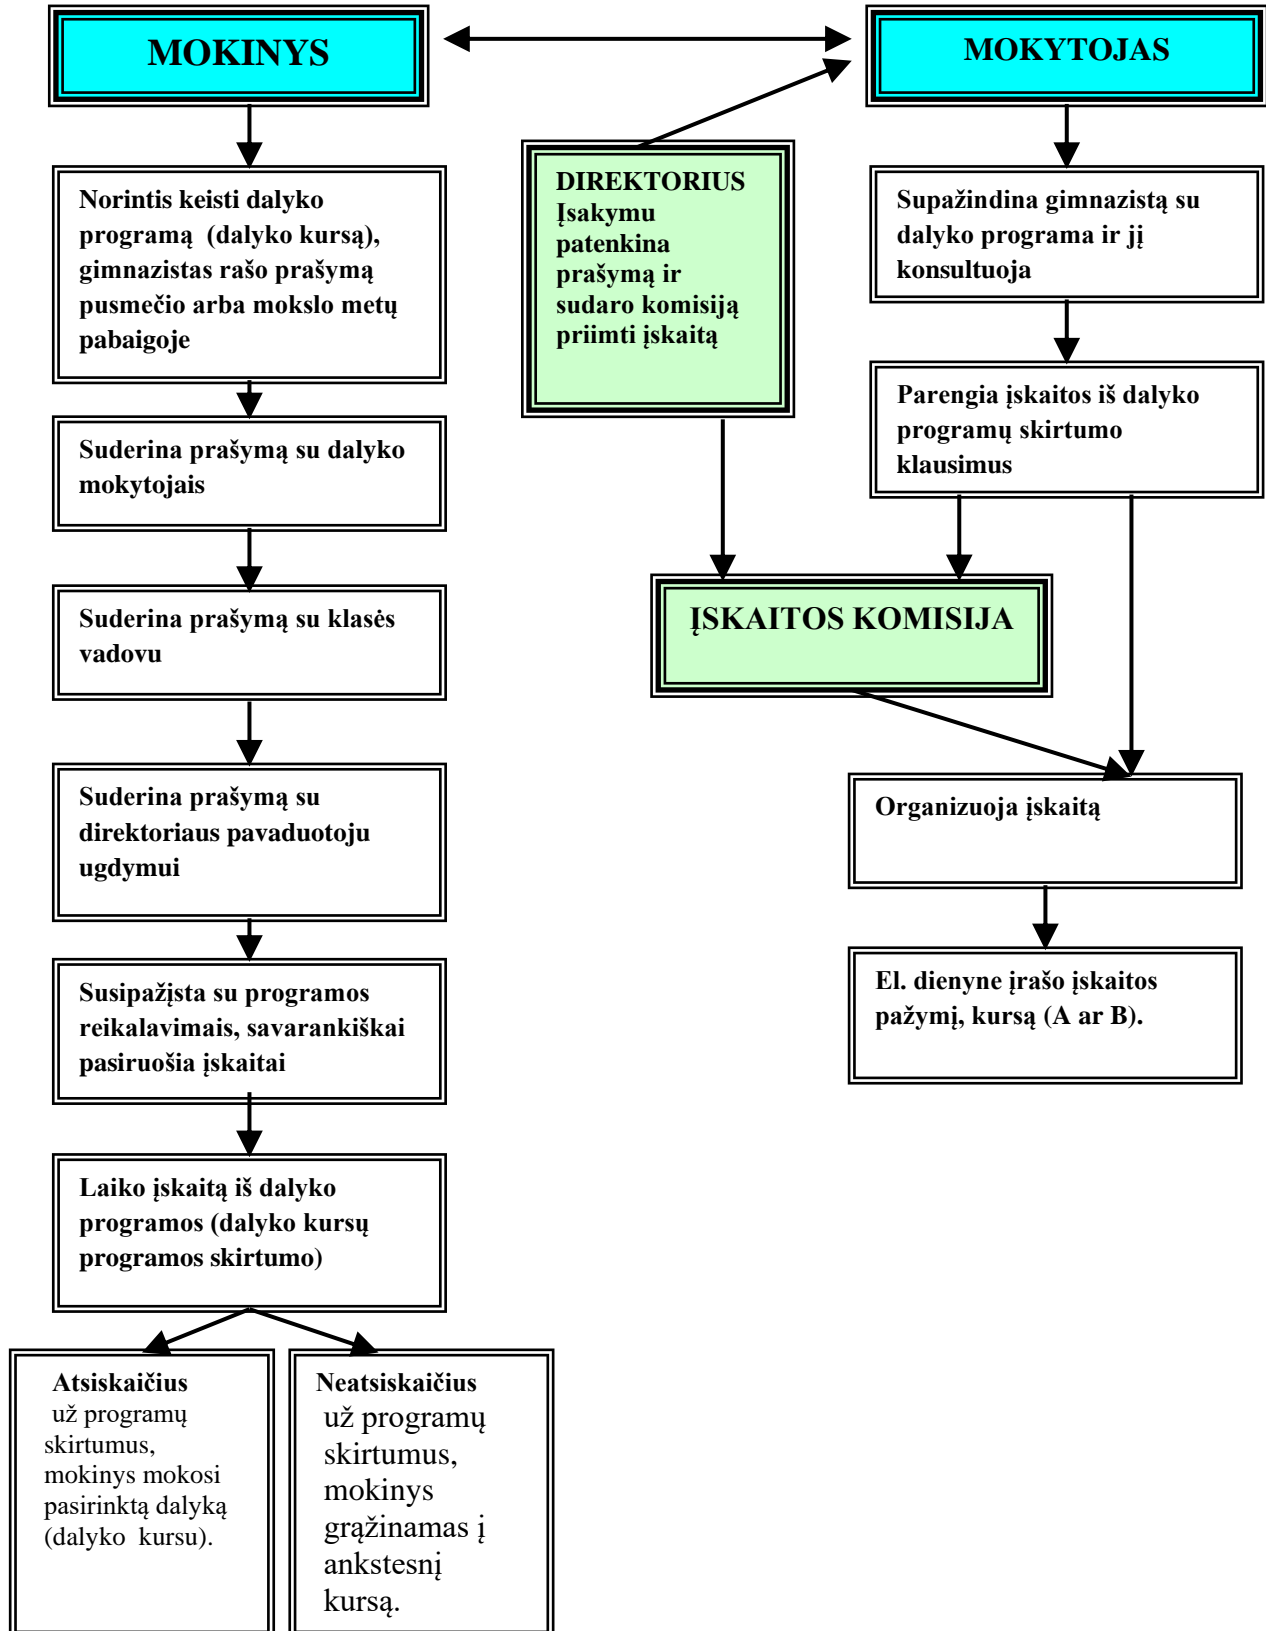 MOKINYS
MOKYTOJAS
Norintis keisti dalyko
programą (dalyko kursą),
gimnazistas rašo prašymą
pusmečio arba mokslo metų
pabaigoje
Suderina prašymą su dalyko
mokytojais
Suderina prašymą su klasės
vadovu
Suderina prašymą su
direktoriaus pavaduotoju
ugdymui
Susipažįsta su programos
reikalavimais, savarankiškai
pasiruošia įskaitai
Laiko įskaitą iš dalyko
programos (dalyko kursų
programos skirtumo)
Atsiskaičius
už programų
skirtumus,
mokinys mokosi
pasirinktą dalyką
(dalyko kursu).
Neatsiskaičius
už programų
skirtumus,
mokinys
grąžinamas į
ankstesnį
kursą.
DIREKTORIUS
Įsakymu
patenkina
prašymą ir
sudaro komisiją
priimti įskaitą
Supažindina gimnazistą su
dalyko programa ir jį
konsultuoja
Parengia įskaitos iš dalyko
programų skirtumo
klausimus
ĮSKAITOS KOMISIJA
Organizuoja įskaitą
El. dienyne įrašo įskaitos
pažymį, kursą (A ar B).